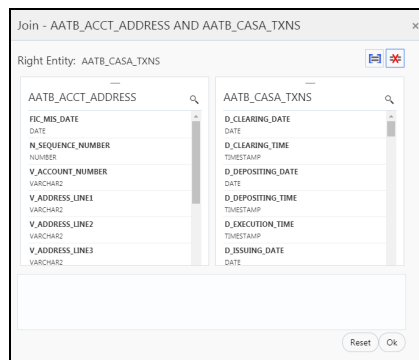 Join - AATB_ACCT_ADDRESS AND AATB_CASA_TXNS ×
Right Entity: AATB_CASA_TXNS
AATB_ACCT_ADDRESS
FIC_MIS_DATE
DATE
N_SEQUENCE_NUMBER
NUMBER
V_ACCOUNT_NUMBER
VARCHAR2
V_ADDRESS_LINE1
VARCHAR2
V_ADDRESS_LINE2
VARCHAR2
V_ADDRESS_LINE3
VARCHAR2
AATB_CASA_TXNS
D_CLEARING_DATE
DATE
D_CLEARING_TIME
TIMESTAMP
D_DEPOSITING_DATE
DATE
D_DEPOSITING_TIME
TIMESTAMP
D_EXECUTION_TIME
TIMESTAMP
D_ISSUING_DATE
DATE
Reset Ok